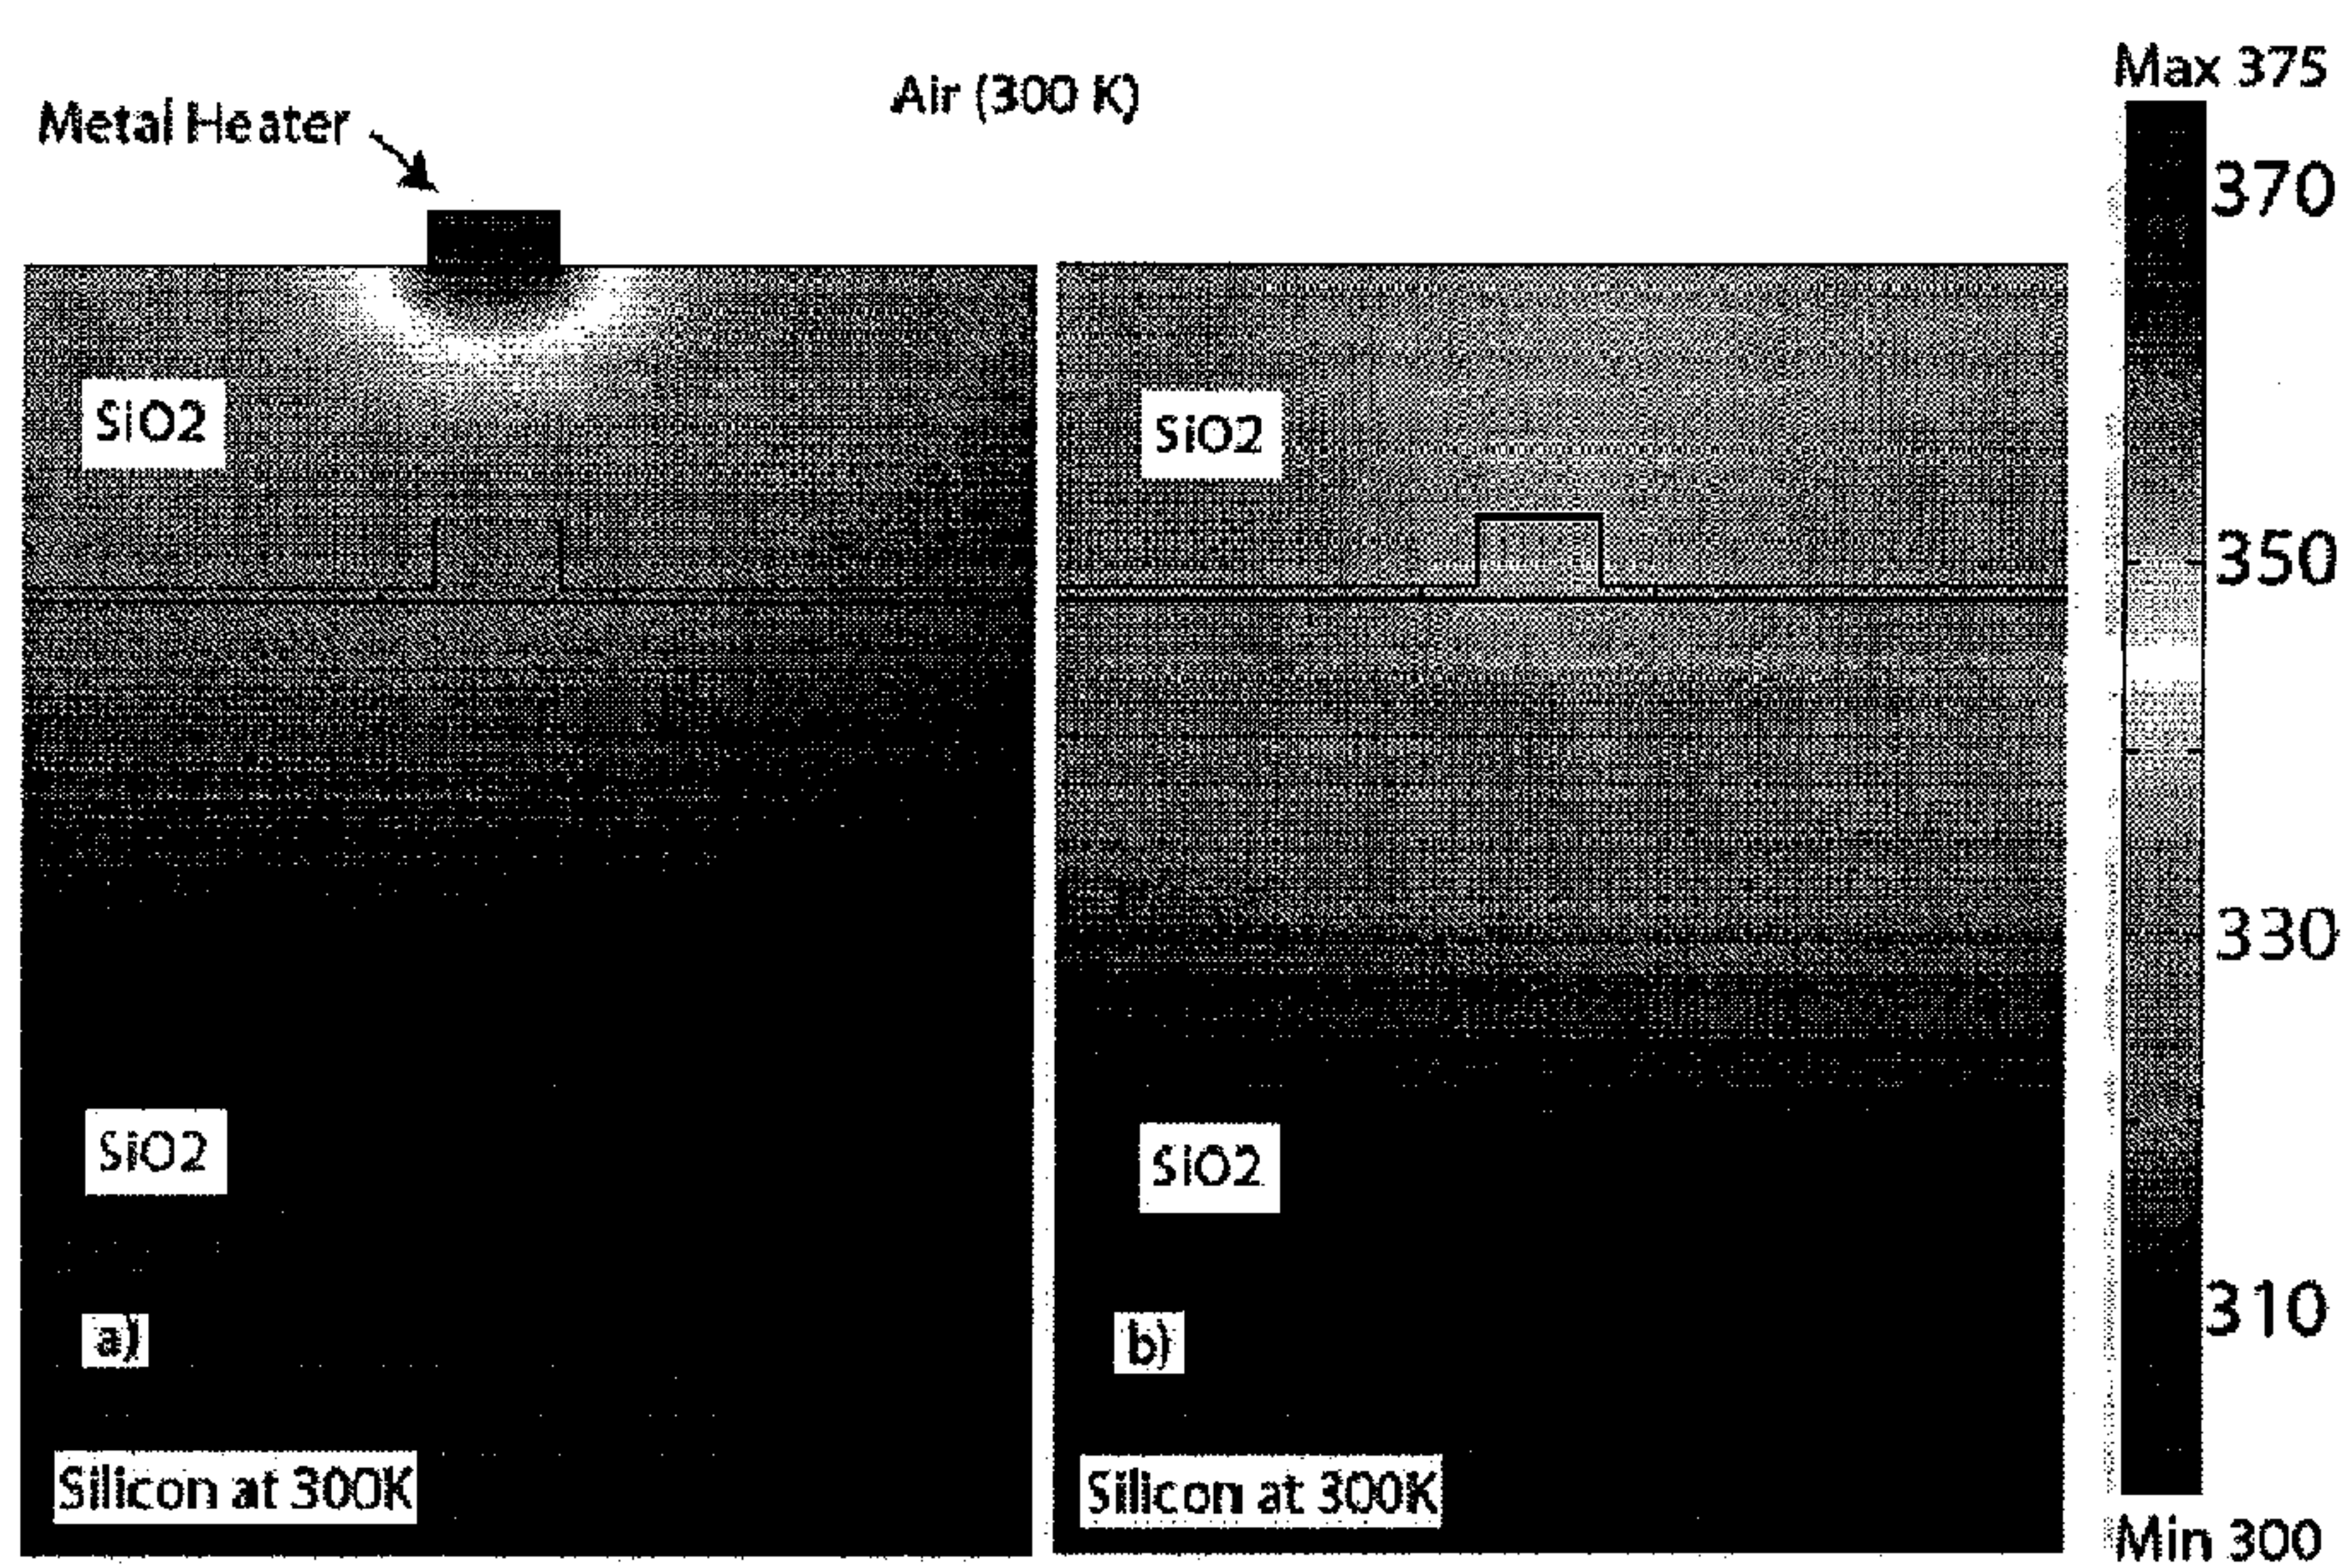 Air (300 K)
Metal Heater
SiO2
SiO2
a)
Silicon at 300K
SiO2
SiO2
b)
Silicon at 300K
Max 375
370
350
330
310
Min 300